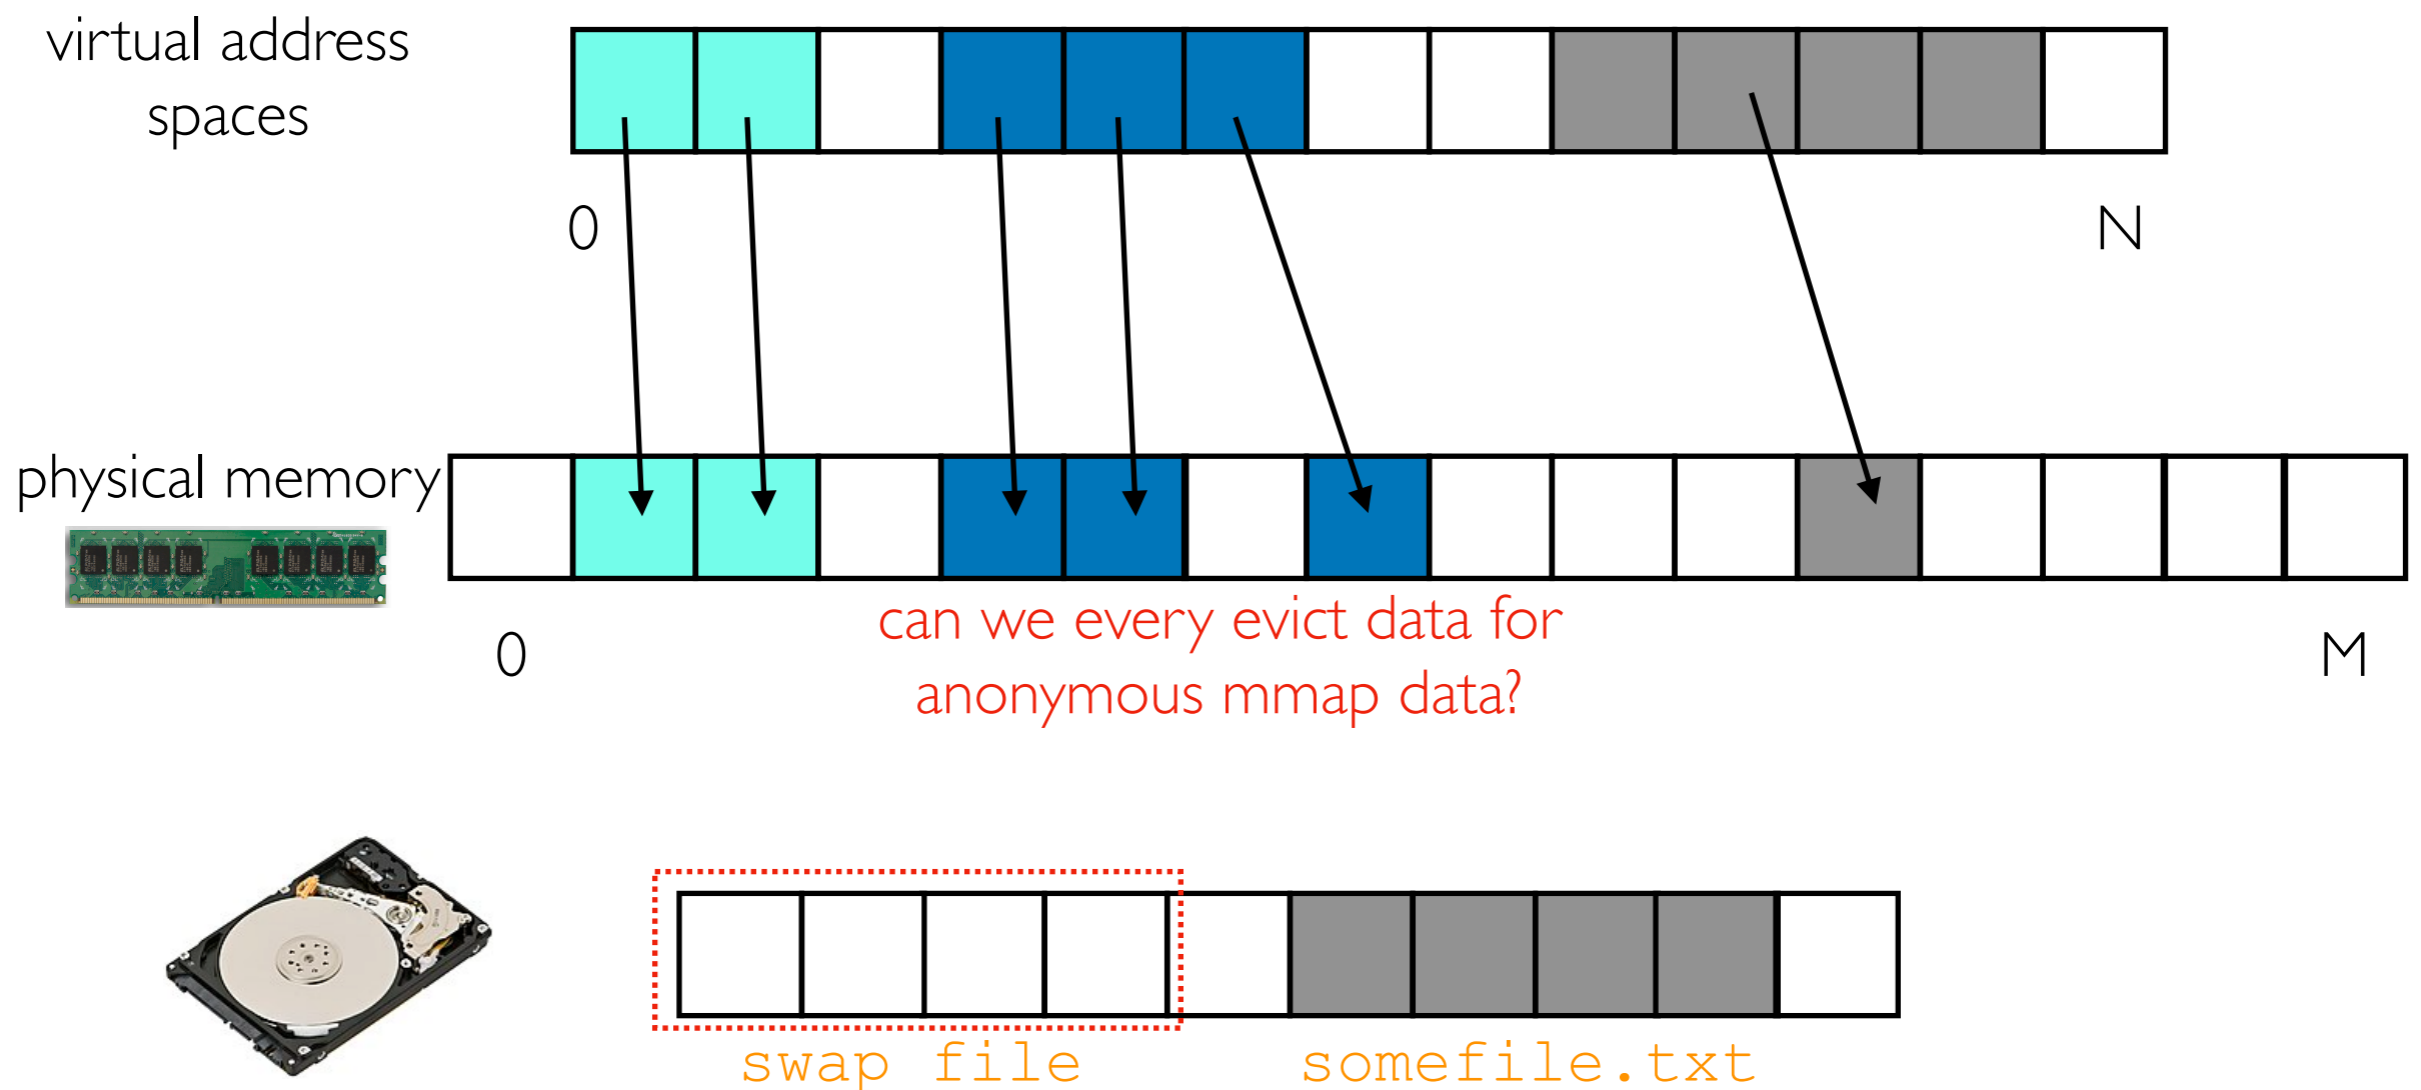 virtual address
spaces
0
N
physical memory
0
can we every evict data for
anonymous mmap data?
M
swap file
somefile.txt